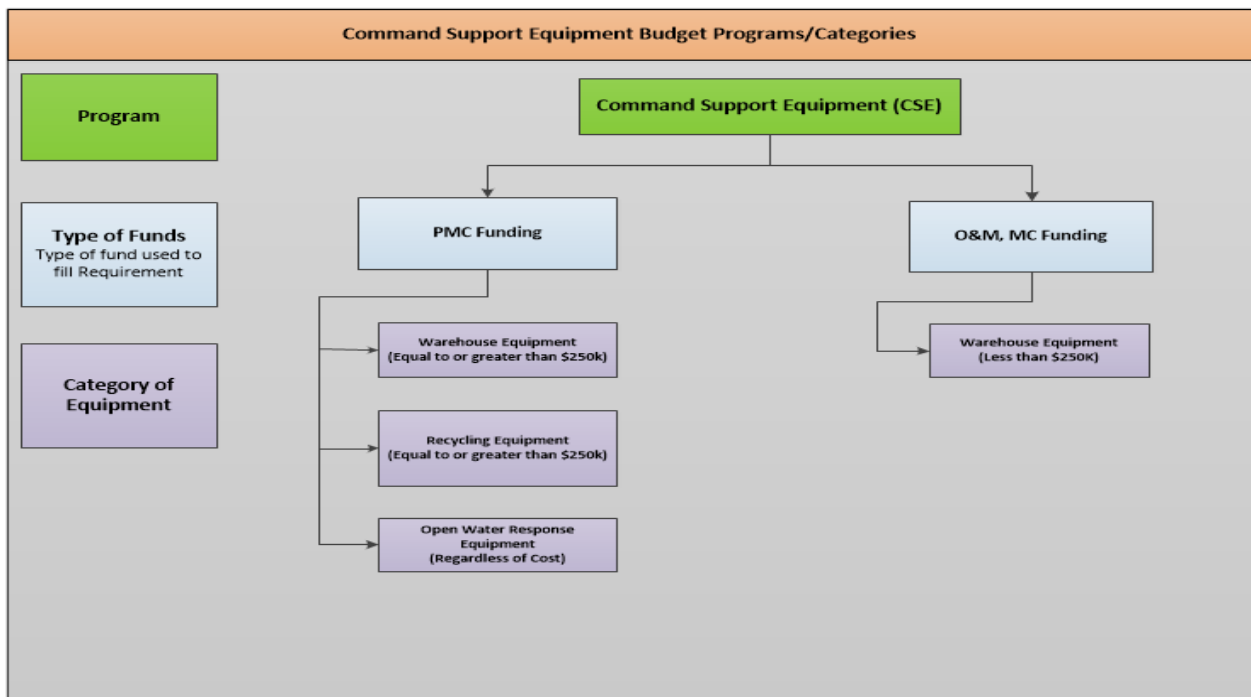 Command Support Equipment Budget Programs/Categories
Program
Command Support Equipment (CSE)
Type of Funds
Type of fund used to
fill Requirement
PMC Funding
O&M, MC Funding
Category of
Equipment
Warehouse Equipment
(Equal to or greater than $250k)
Warehouse Equipment
(Less than $250K)
Recycling Equipment
(Equal to or greater than $250k)
Open Water Response
Equipment
(Regardless of Cost)